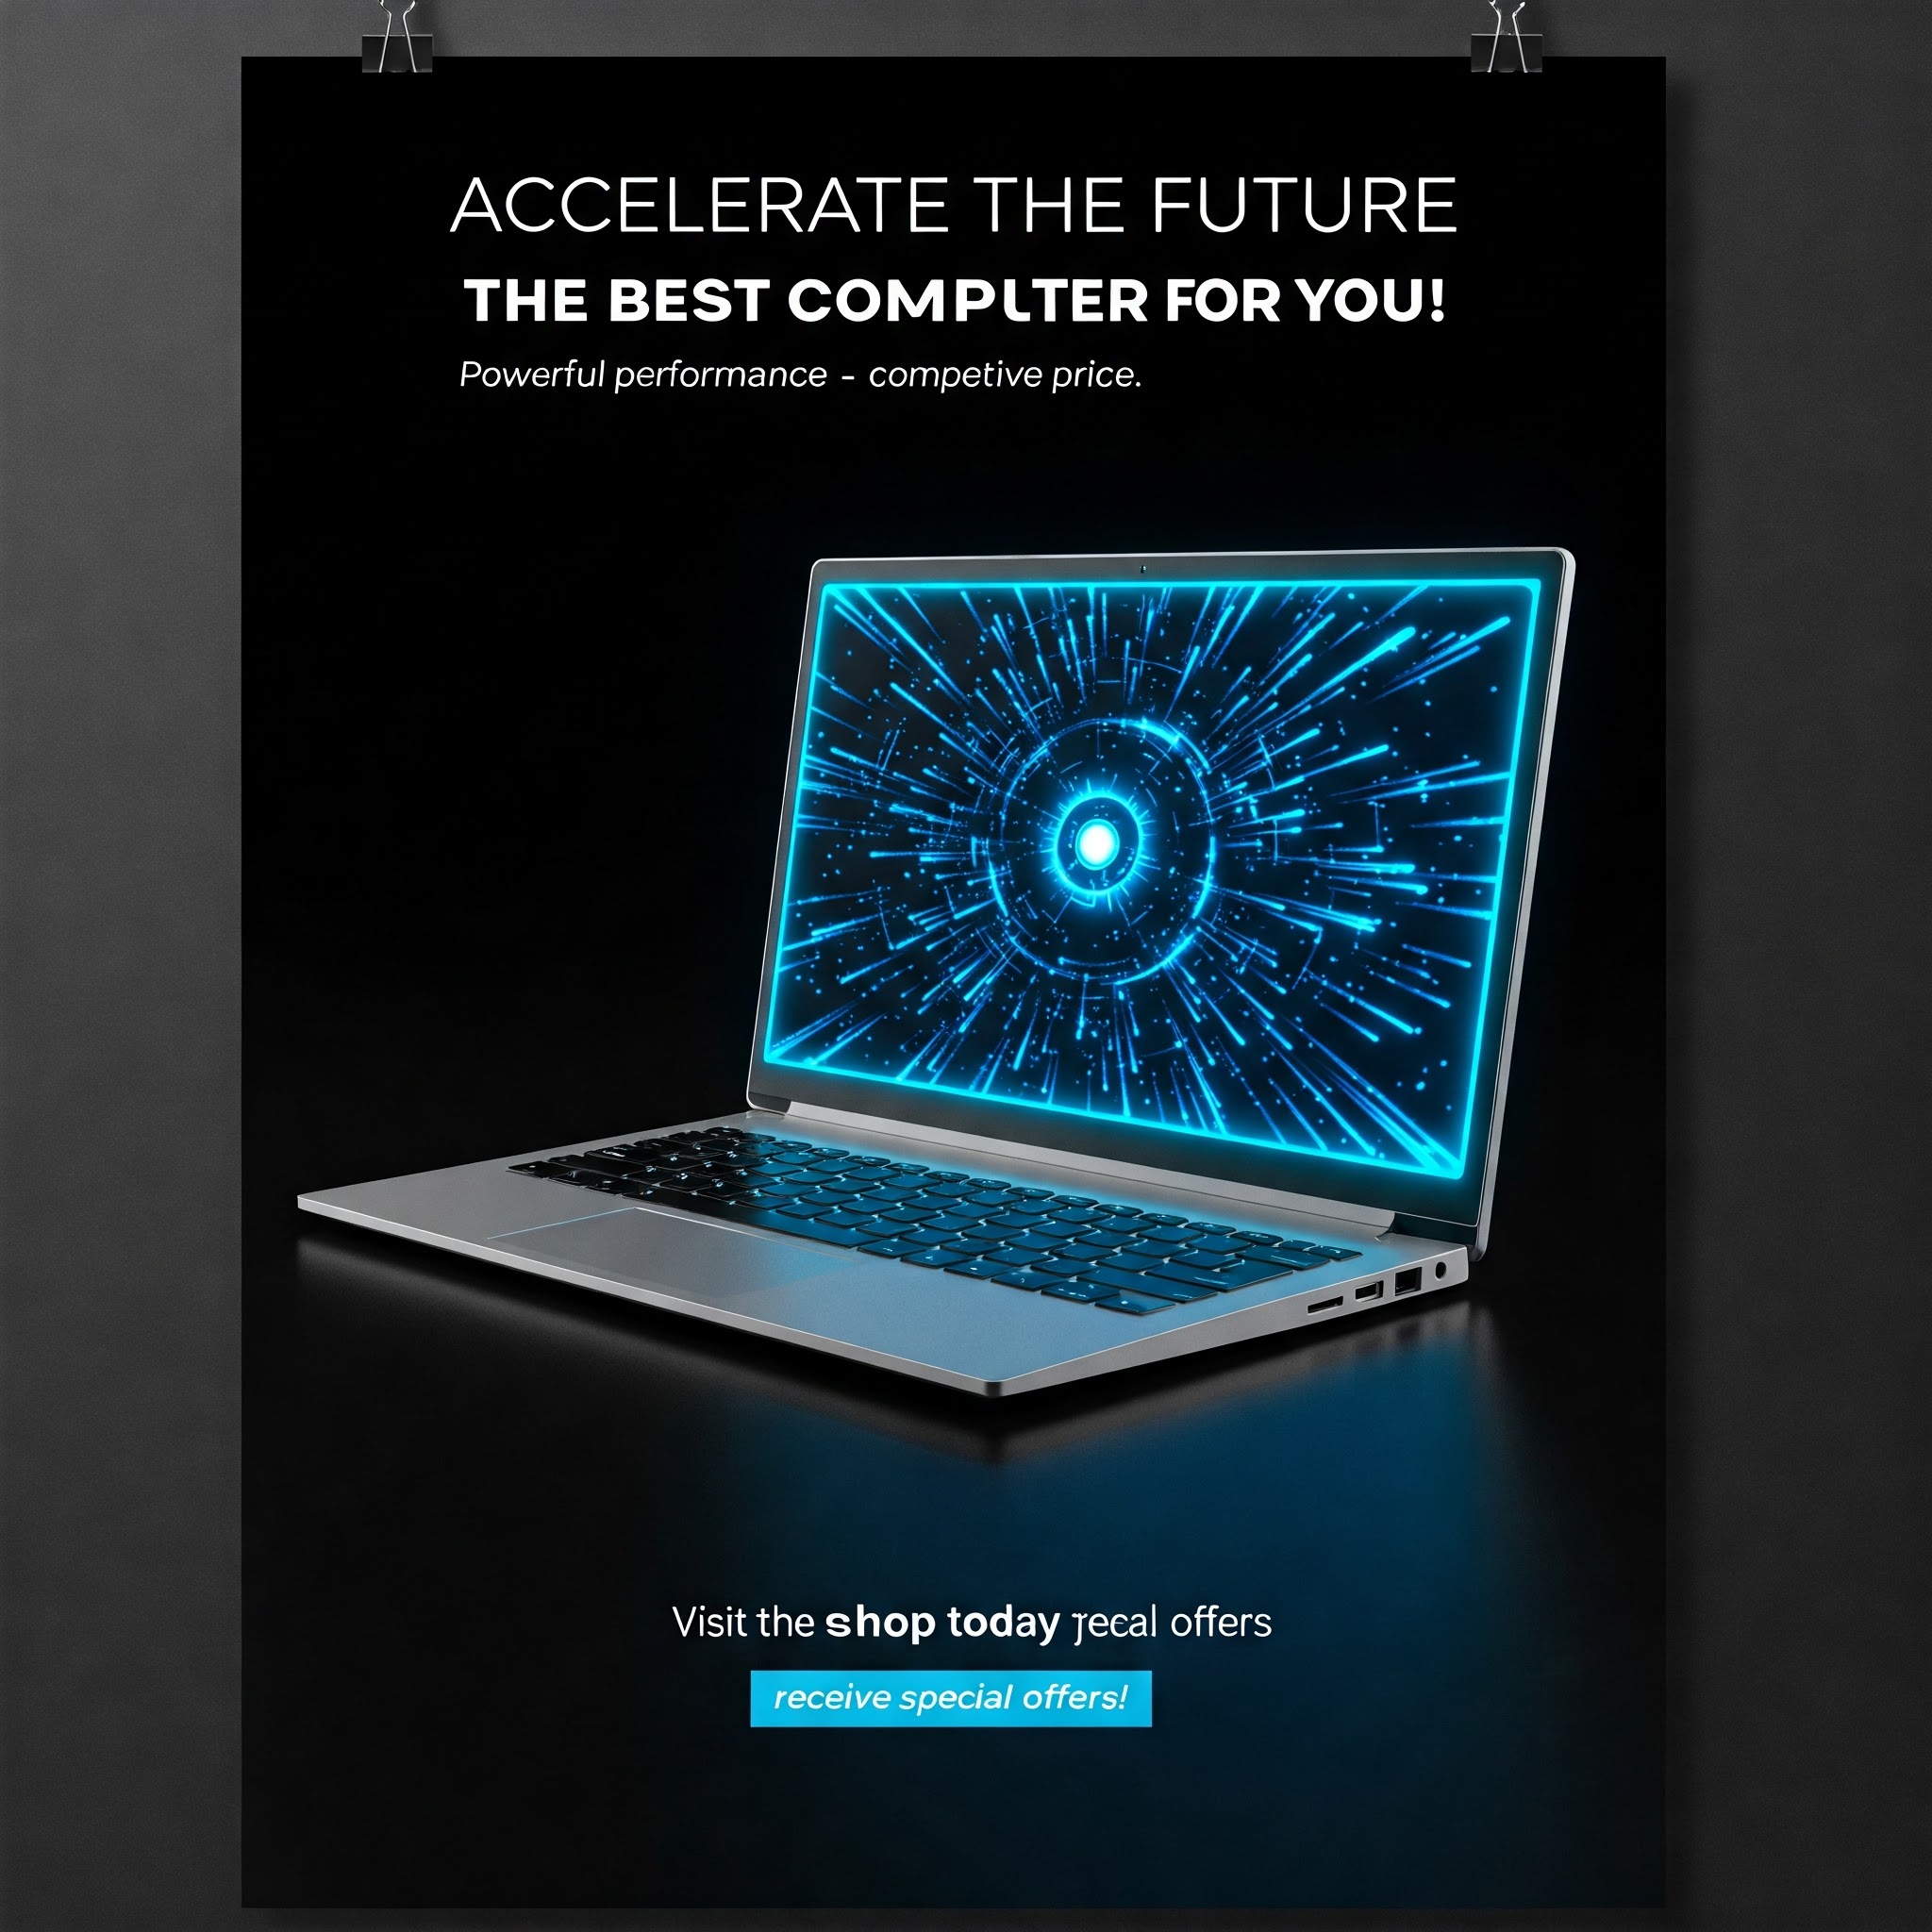 ACCELERATE THE FUTURE
THE BEST COMPLTER FOR YOU!
Powerful performance - competive price.
Visit the shop today offers
receive special offers!